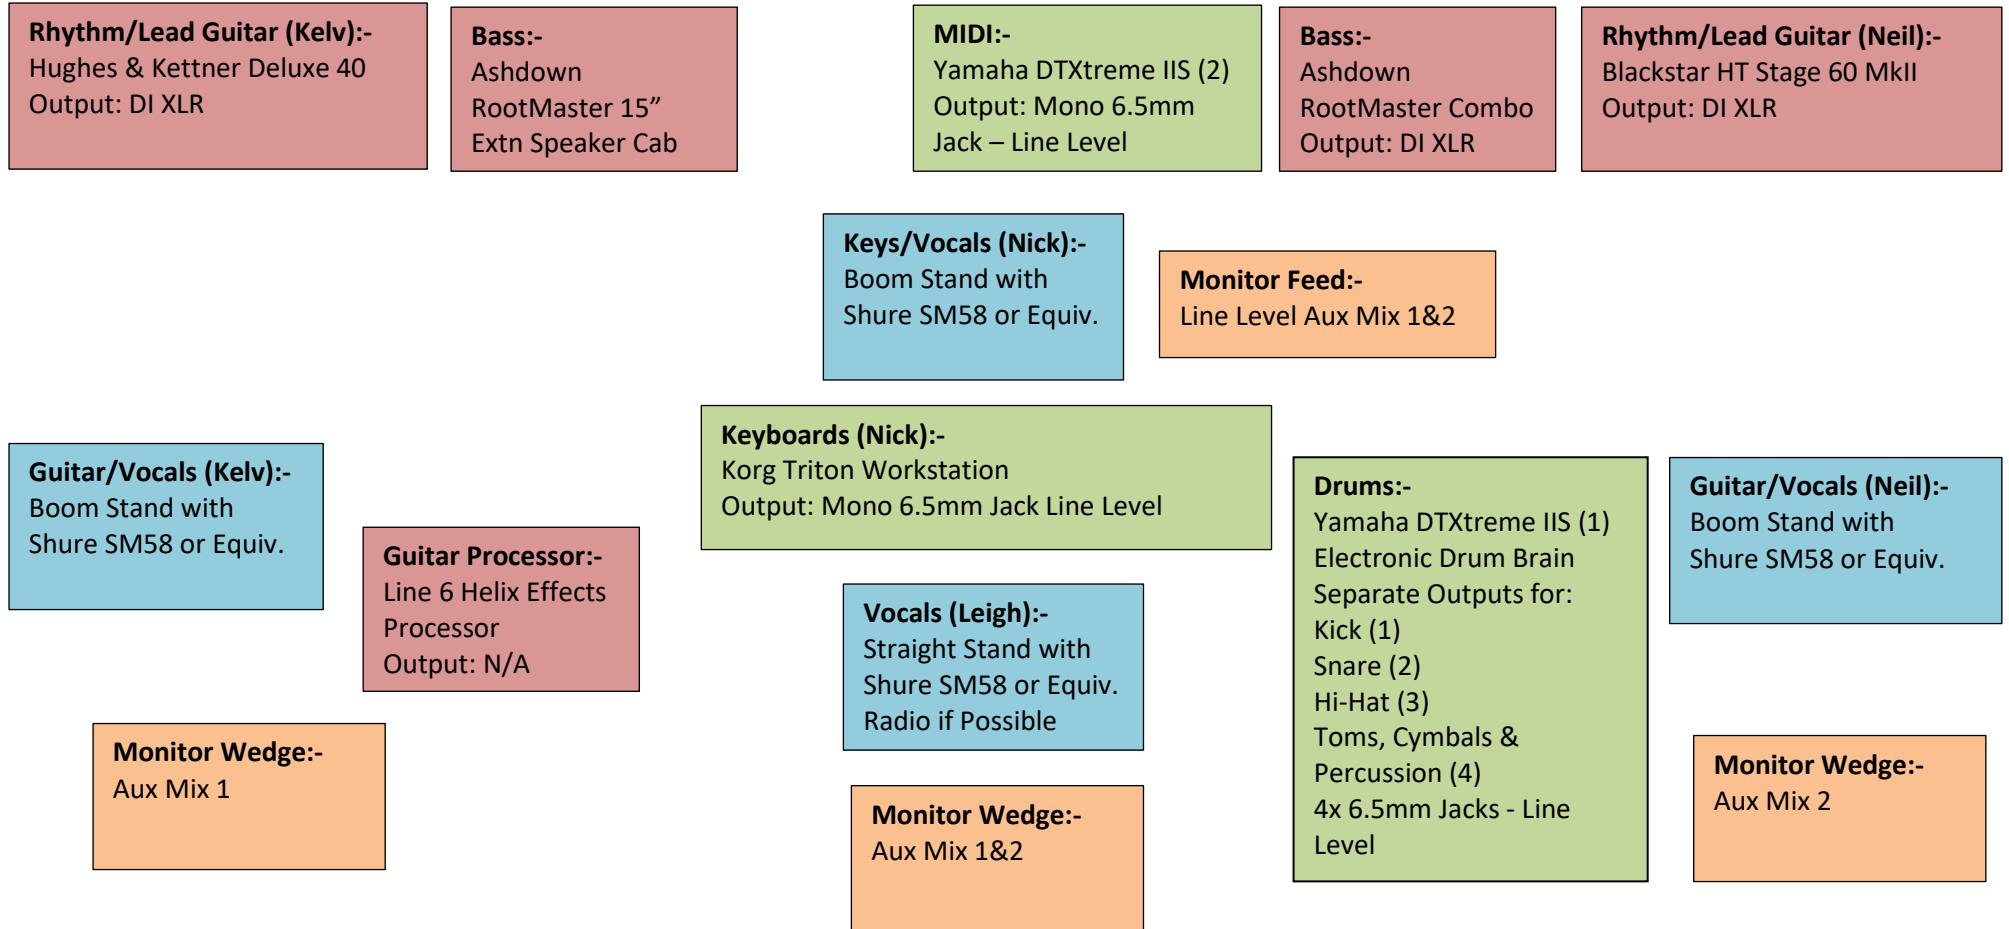 Rhythm/Lead Guitar (Kelv):-
Hughes & Kettner Deluxe 40
Output: DI XLR
Bass:-
Ashdown
RootMaster 15”
Extn Speaker Cab
MIDI:-
Yamaha DTXtreme IIS (2)
Output: Mono 6.5mm
Jack – Line Level
Bass:-
Ashdown
RootMaster Combo
Output: DI XLR
Rhythm/Lead Guitar (Neil):-
Blackstar HT Stage 60 MkII
Output: DI XLR
Keys/Vocals (Nick):-
Boom Stand with
Shure SM58 or Equiv.
Monitor Feed:-
Line Level Aux Mix 1&2
Guitar/Vocals (Kelv):-
Boom Stand with
Shure SM58 or Equiv.
Guitar Processor:-
Line 6 Helix Effects
Processor
Output: N/A
Keyboards (Nick):-
Korg Triton Workstation
Output: Mono 6.5mm Jack Line Level
Vocals (Leigh):-
Straight Stand with
Shure SM58 or Equiv.
Radio if Possible
Drums:-
Yamaha DTXtreme IIS (1)
Electronic Drum Brain
Separate Outputs for:
Kick (1)
Snare (2)
Hi-Hat (3)
Toms, Cymbals &
Percussion (4)
4x 6.5mm Jacks - Line
Level
Guitar/Vocals (Neil):-
Boom Stand with
Shure SM58 or Equiv.
Monitor Wedge:-
Aux Mix 1
Monitor Wedge:-
Aux Mix 1&2
Monitor Wedge:-
Aux Mix 2